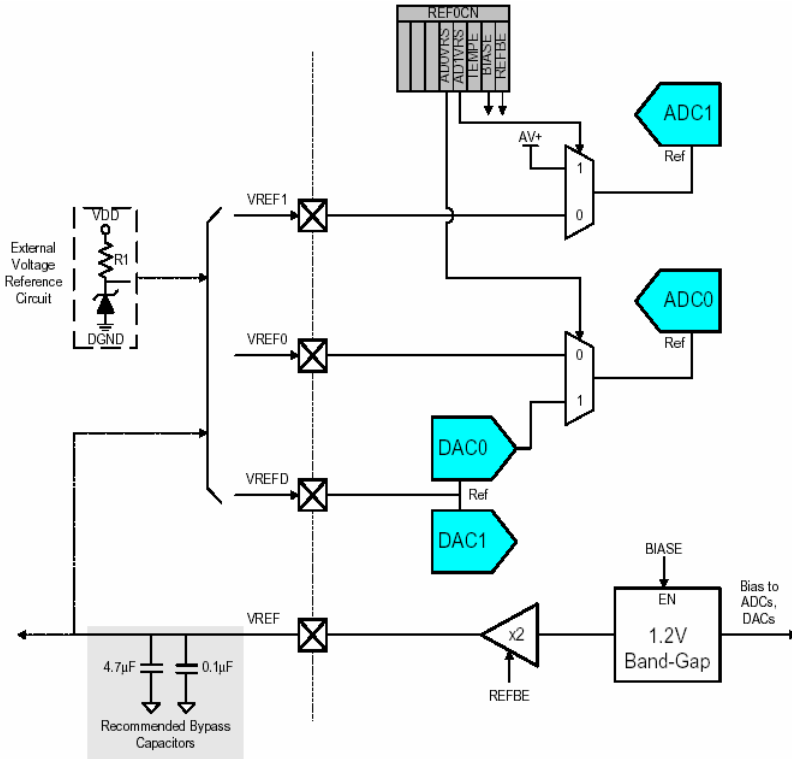 REF0CN
AD0VRS
AD1VRS
TEMPE
BIASE
REFBE
ADC1
Ref
AV+
1
0
VREF1
VDD
R1
DGND
External
Voltage
Reference
Circuit
ADC0
Ref
VREF0
0
1
DAC0
VREFD
Ref
DAC1
BIASE
EN
1.2V
Band-Gap
Bias to
ADCs,
DACs
VREF
x2
REFBE
4.7µF
0.1µF
Recommended Bypass
Capacitors